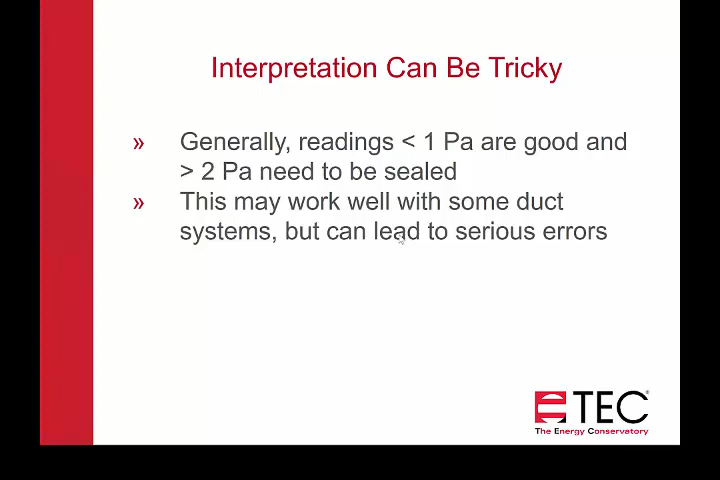 Interpretation Can Be Tricky
» Generally, readings < 1 Pa are good and
> 2 Pa need to be sealed
» This may work well with some duct
systems, but can lead to serious errors
TEC®
The Energy Conservatory